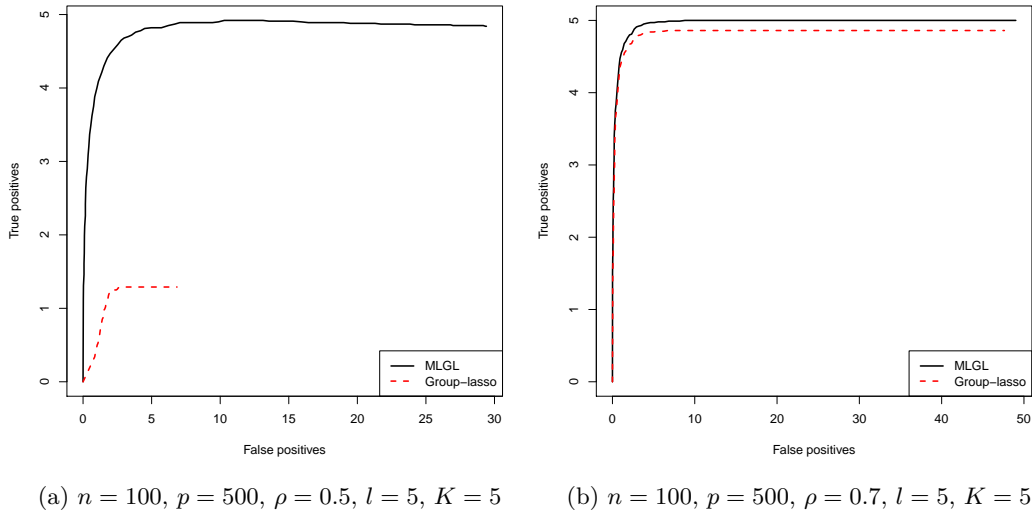 5
4
3
2
1
0
True positives
0 5 10 15 20 25 30
False positives
MLGL
Group-lasso
(a) n = 100, p = 500, ρ = 0.5, l = 5, K = 5
5
4
3
2
1
0
True positives
0 10 20 30 40 50
False positives
MLGL
Group-lasso
(b) n = 100, p = 500, ρ = 0.7, l = 5, K = 5